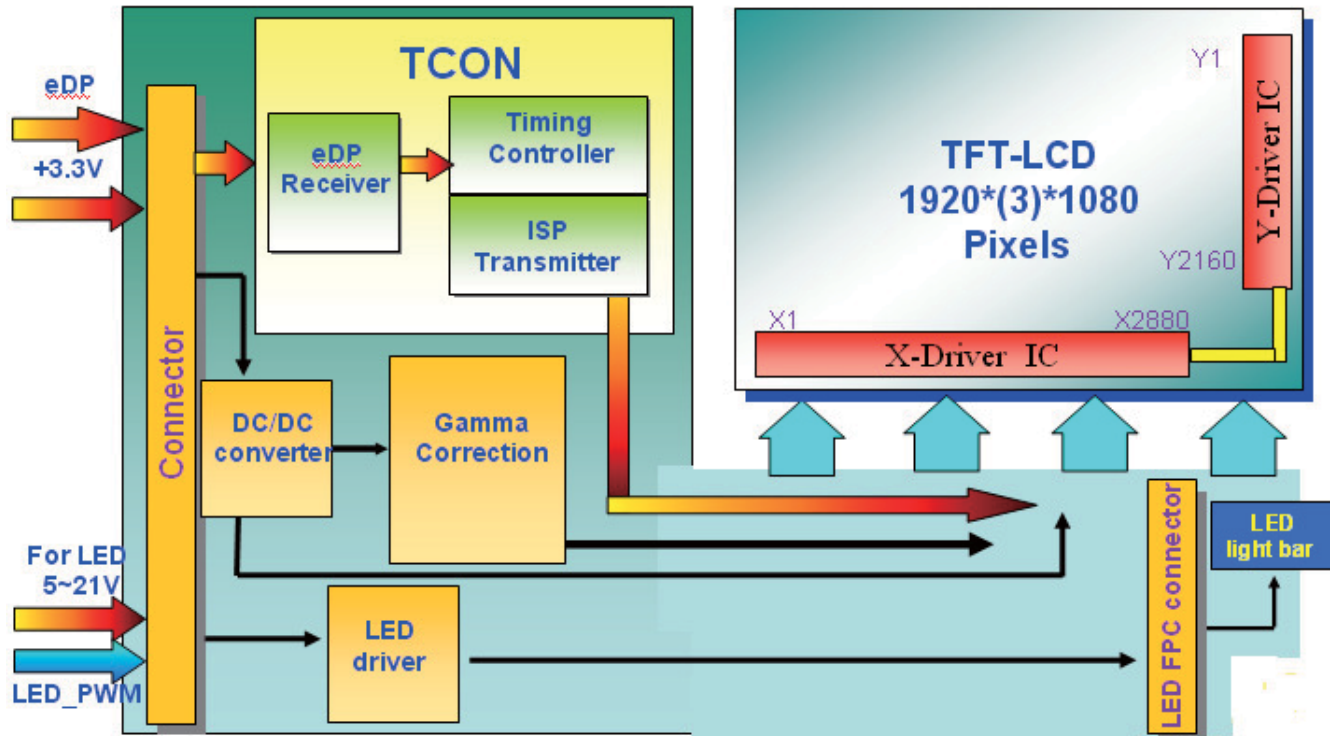 eDP
+3.3V
For LED
5~21V
LED_PWM
Connector
TCON
eDP
Receiver
Timing
Controller
ISP
Transmitter
DC/DC
converter
Gamma
Correction
LED
driver
TFT-LCD
1920*(3)*1080
Pixels
Y1
Y-Driver IC
Y2160
X1
X2880
X-Driver IC
LED FPC connector
LED
light bar